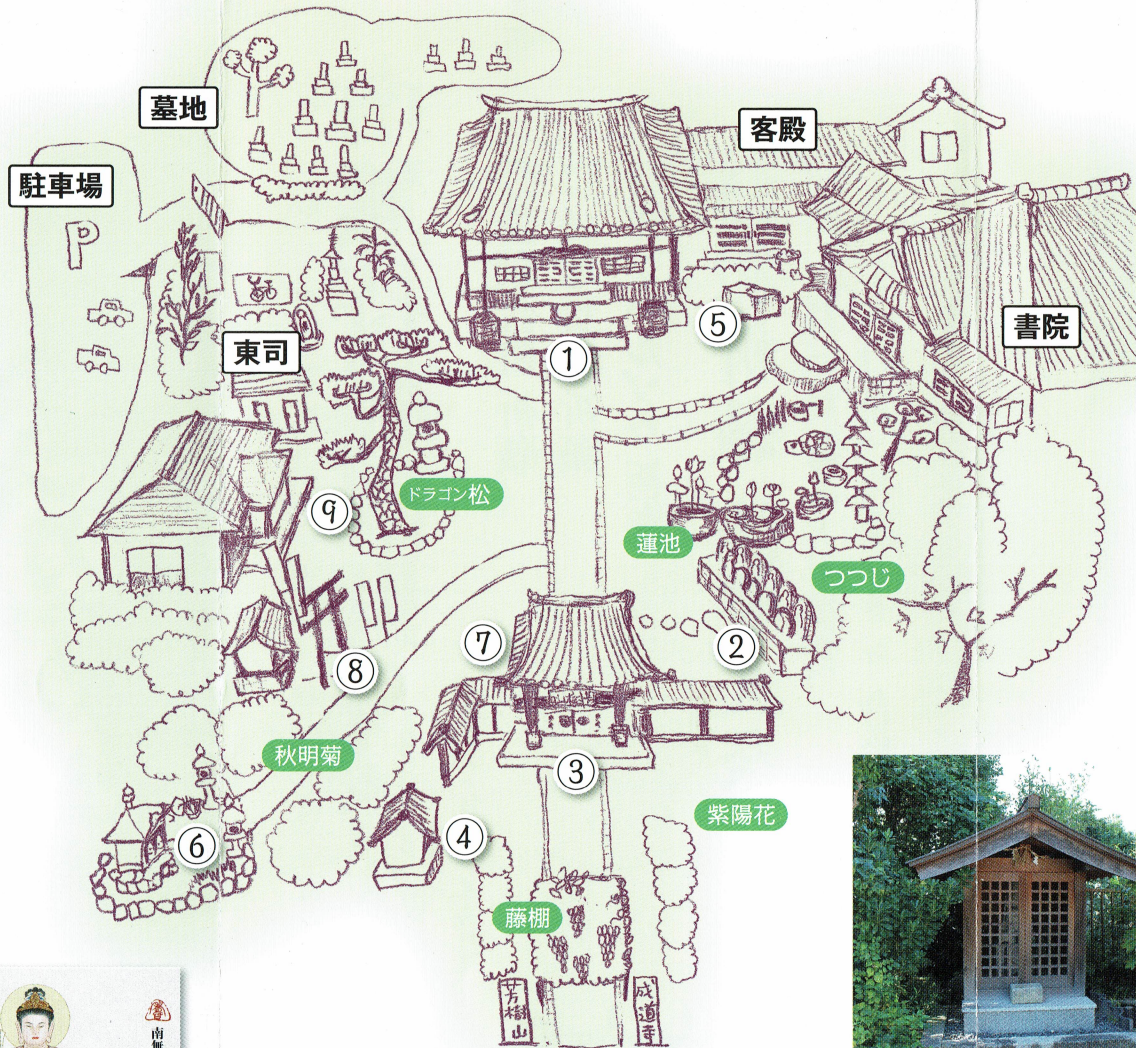 墓地
客殿
駐車場
P
書院
東司
⑤
①
ドラゴン松
⑨
蓮池
つつじ
⑦
②
⑧
秋明菊
③
紫陽花
④
⑥
藤棚
芳樹山
成道寺
南無